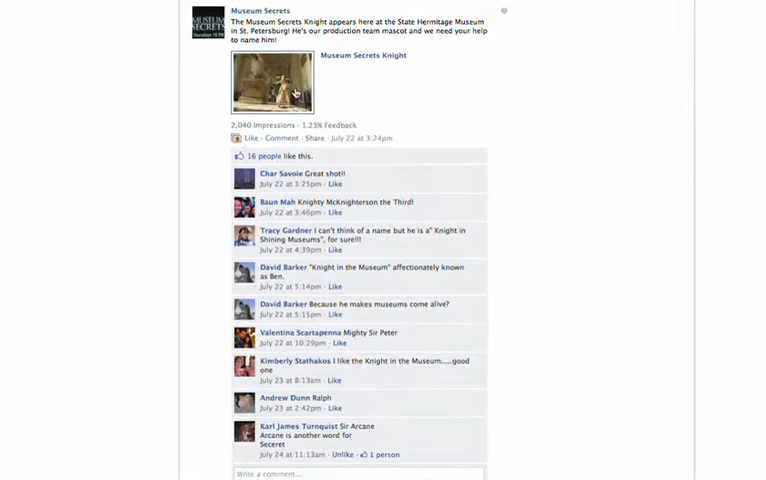 MUSEUM
SECRETS
Museum Secrets
The Museum Secrets Knight appears here at the State Hermitage Museum
in St. Petersburg! He's our production team mascot and we need your help
to name him!
Museum Secrets Knight
2,040 Impressions · 1.23% Feedback
Like · Comment · Share · July 22 at 3:24pm
16 people like this.
Char Savoie Great shot!!
July 22 at 3:25pm · Like
Baun Mah Knighty McKnighterson the Third!
July 22 at 3:46pm · Like
Tracy Gardner I can't think of a name but he is a" Knight in
Shining Museums", for sure!!!
July 22 at 4:39pm · Like
David Barker "Knight in the Museum" affectionately known
as Ben.
July 22 at 5:14pm · Like
David Barker Because he makes museums come alive?
July 22 at 5:15pm · Like
Valentina Scartapenna Mighty Sir Peter
July 22 at 10:29pm · Like
Kimberly Stathakos I like the Knight in the Museum.....good
one
July 23 at 8:13am · Like
Andrew Dunn Ralph
July 23 at 2:42pm · Like
Karl James Turnquist Sir Arcane
Arcane is another word for
Seceret
July 24 at 11:13am · Unlike · 1 person
Write a comment...